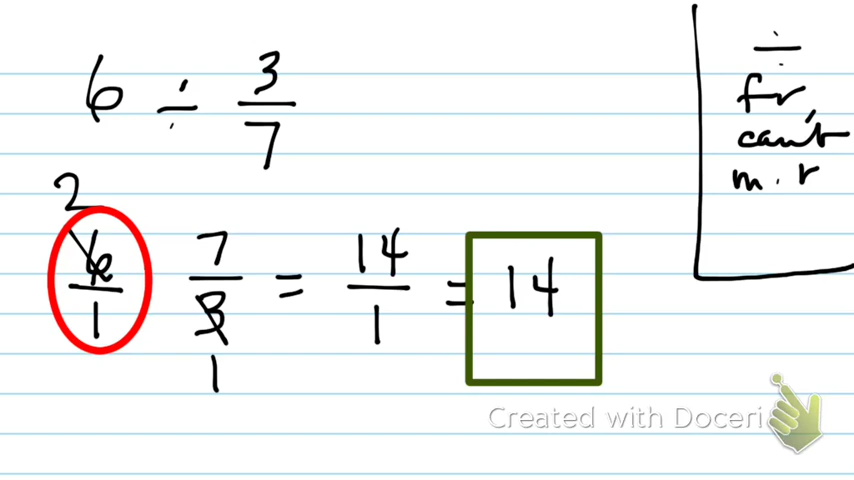 6 ÷ 3/7
2
6/1 7/3 = 14/1 = 14
1
÷
fr,
can't
m. r
Created with Doceri